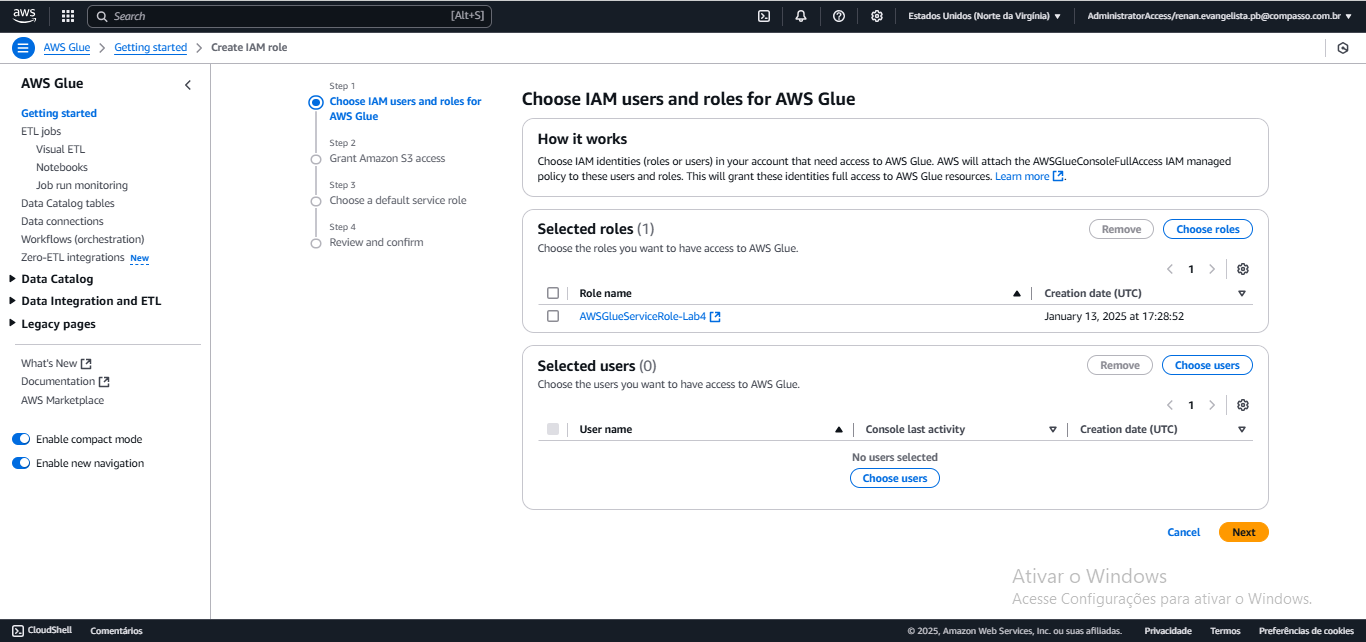 aws
Search
[Alt+S]
Estados Unidos (Norte da Virgínia)
AdministratorAccess/renan.evangelista.pb@compasso.com.br
AWS Glue
Getting started
Create IAM role
AWS Glue
Getting started
ETL jobs
Visual ETL
Notebooks
Job run monitoring
Data Catalog tables
Data connections
Workflows (orchestration)
Zero-ETL integrations New
Data Catalog
Data Integration and ETL
Legacy pages
What's New
Documentation
AWS Marketplace
Enable compact mode
Enable new navigation
Step 1
Choose IAM users and roles for
AWS Glue
Step 2
Grant Amazon S3 access
Step 3
Choose a default service role
Step 4
Review and confirm
Choose IAM users and roles for AWS Glue
How it works
Choose IAM identities (roles or users) in your account that need access to AWS Glue. AWS will attach the AWSGlueConsoleFullAccess IAM managed
policy to these users and roles. This will grant these identities full access to AWS Glue resources. Learn more.
Selected roles (1)
Remove
Choose roles
Choose the roles you want to have access to AWS Glue.
1
Role name
Creation date (UTC)
AWSGlueServiceRole-Lab4
January 13, 2025 at 17:28:52
Selected users (0)
Remove
Choose users
Choose the users you want to have access to AWS Glue.
1
User name
Console last activity
Creation date (UTC)
No users selected
Choose users
Cancel
Next
Ativar o Windows
Acesse Configurações para ativar o Windows.
CloudShell
Comentários
© 2025, Amazon Web Services, Inc. ou suas afiliadas.
Privacidade
Termos
Preferências de cookies